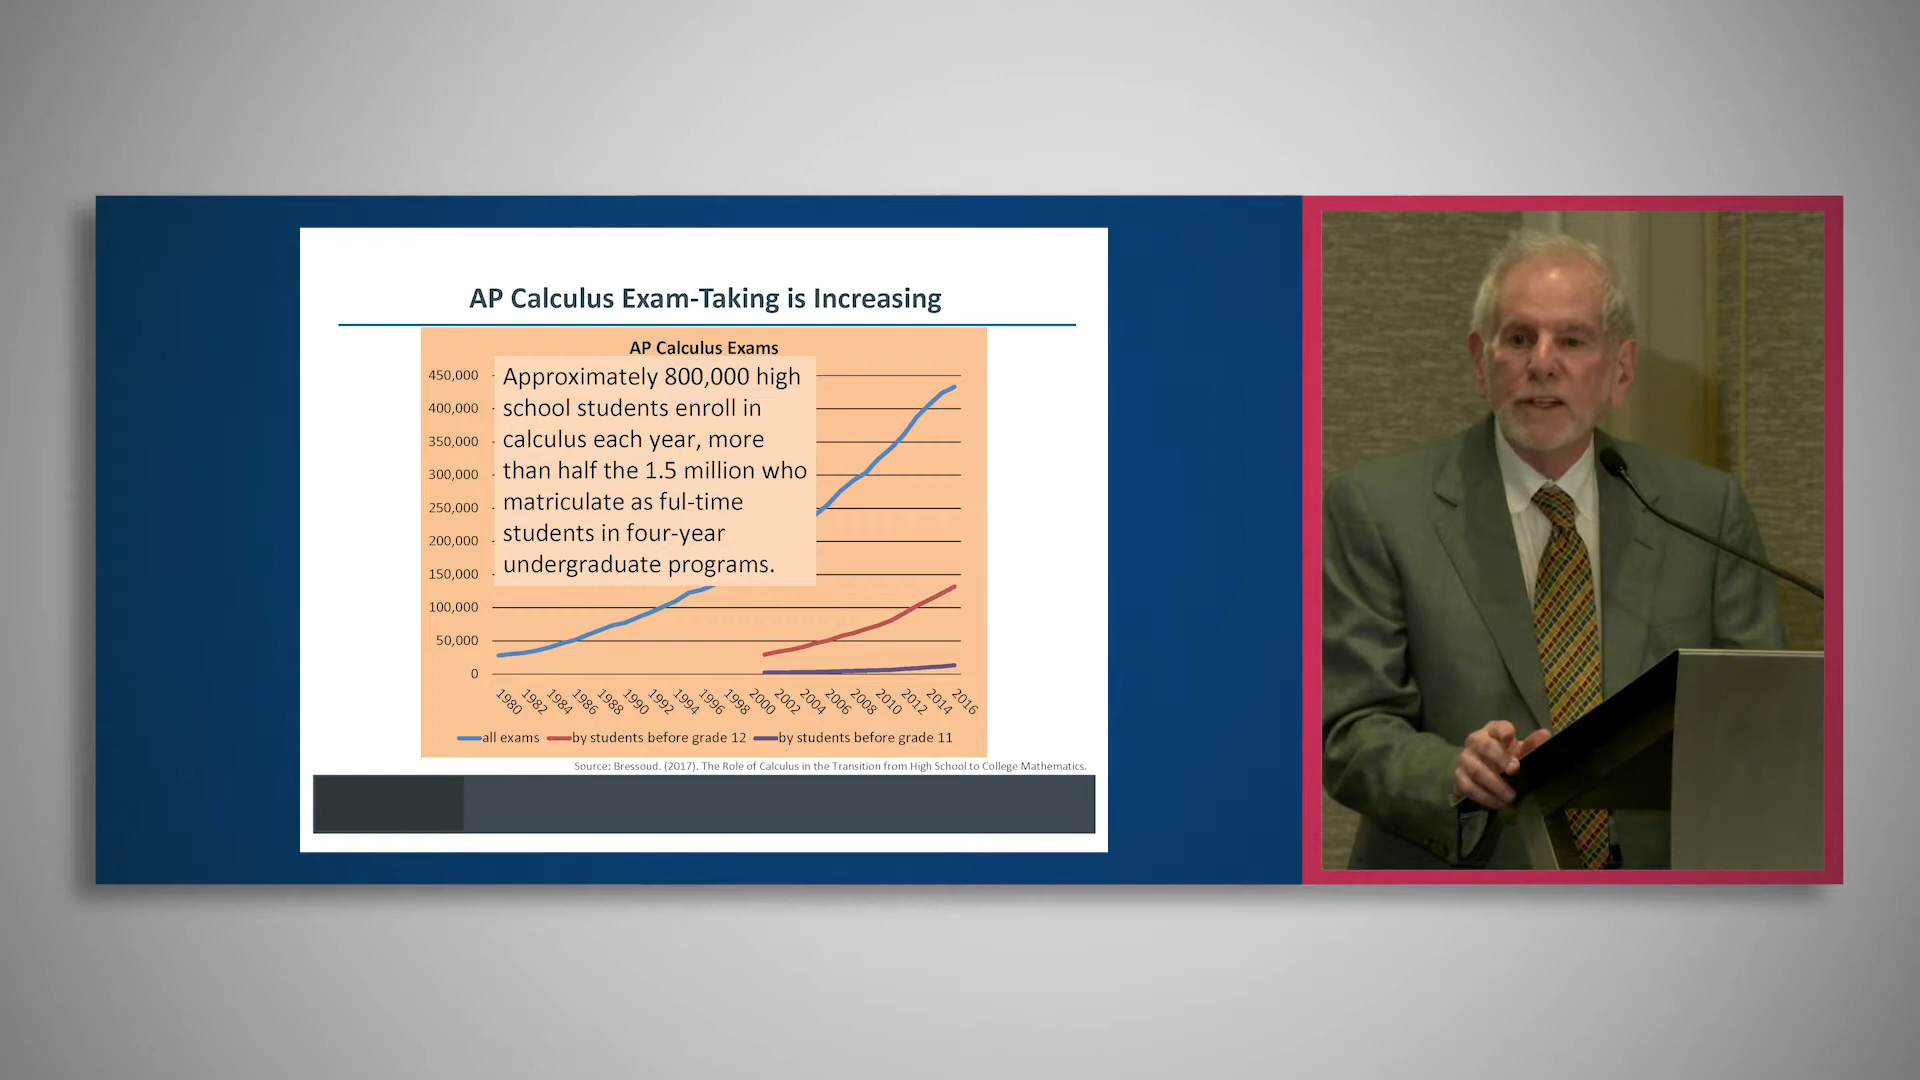 AP Calculus Exam-Taking is Increasing
AP Calculus Exams
450,000
400,000
350,000
300,000
250,000
200,000
150,000
100,000
50,000
0
Approximately 800,000 high
school students enroll in
calculus each year, more
than half the 1.5 million who
matriculate as ful-time
students in four-year
undergraduate programs.
1980 1982 1984 1986 1988 1990 1992 1994 1996 1998 2000 2002 2004 2006 2008 2010 2012 2014 2016
all exams by students before grade 12 by students before grade 11
Source: Bressoud. (2017). The Role of Calculus in the Transition from High School to College Mathematics.